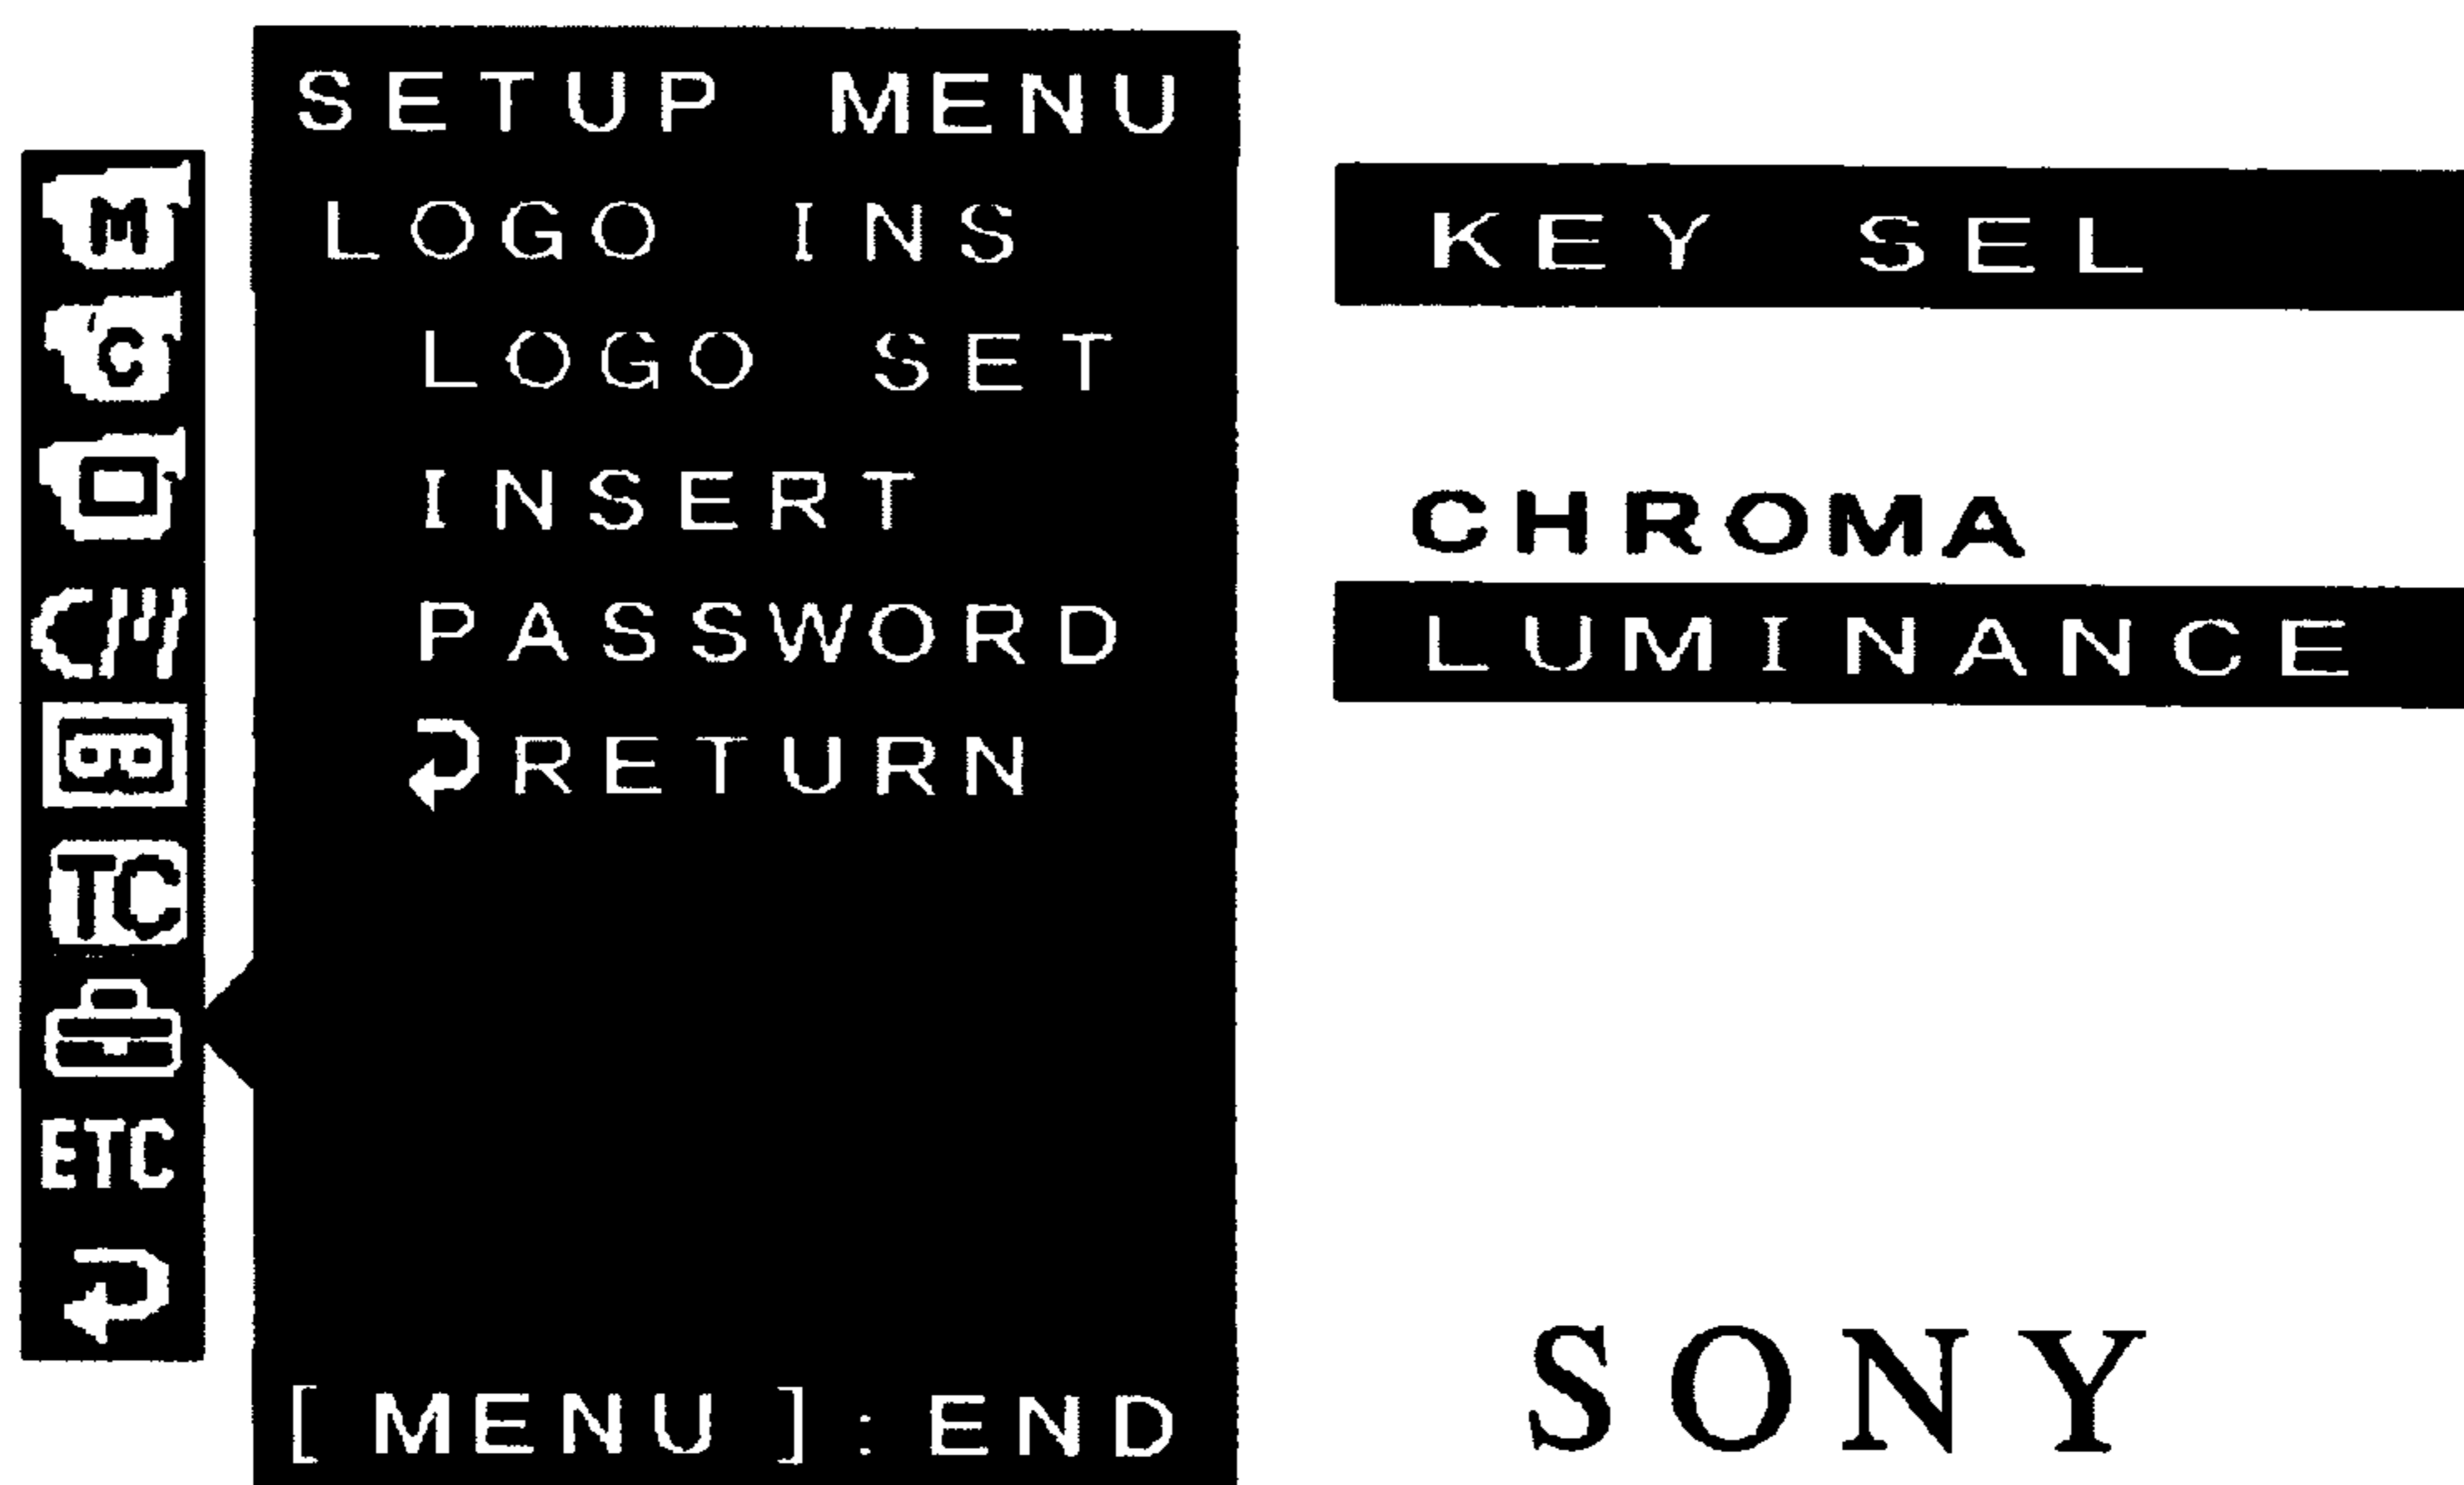 SETUP MENU
LOGO INS
LOGO SET
INSERT
PASSWORD
RETURN
[MENU]:END
TC
ETC
KEY SEL
CHROMA
LUMINANCE
SONY